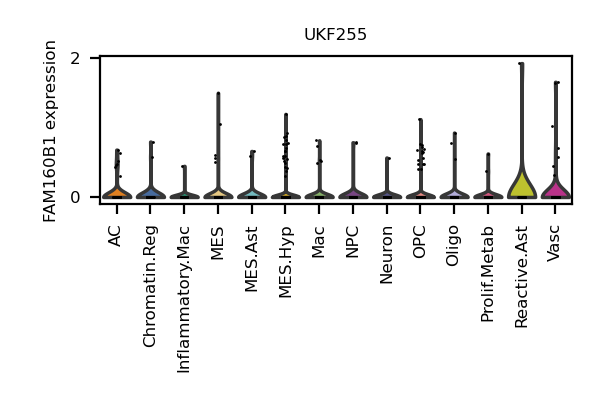 UKF255
FAM160B1 expression
2
0
AC
Chromatin.Reg
Inflammatory.Mac
MES
MES.Ast
MES.Hyp
Mac
NPC
Neuron
OPC
Oligo
Prolif.Metab
Reactive.Ast
Vasc